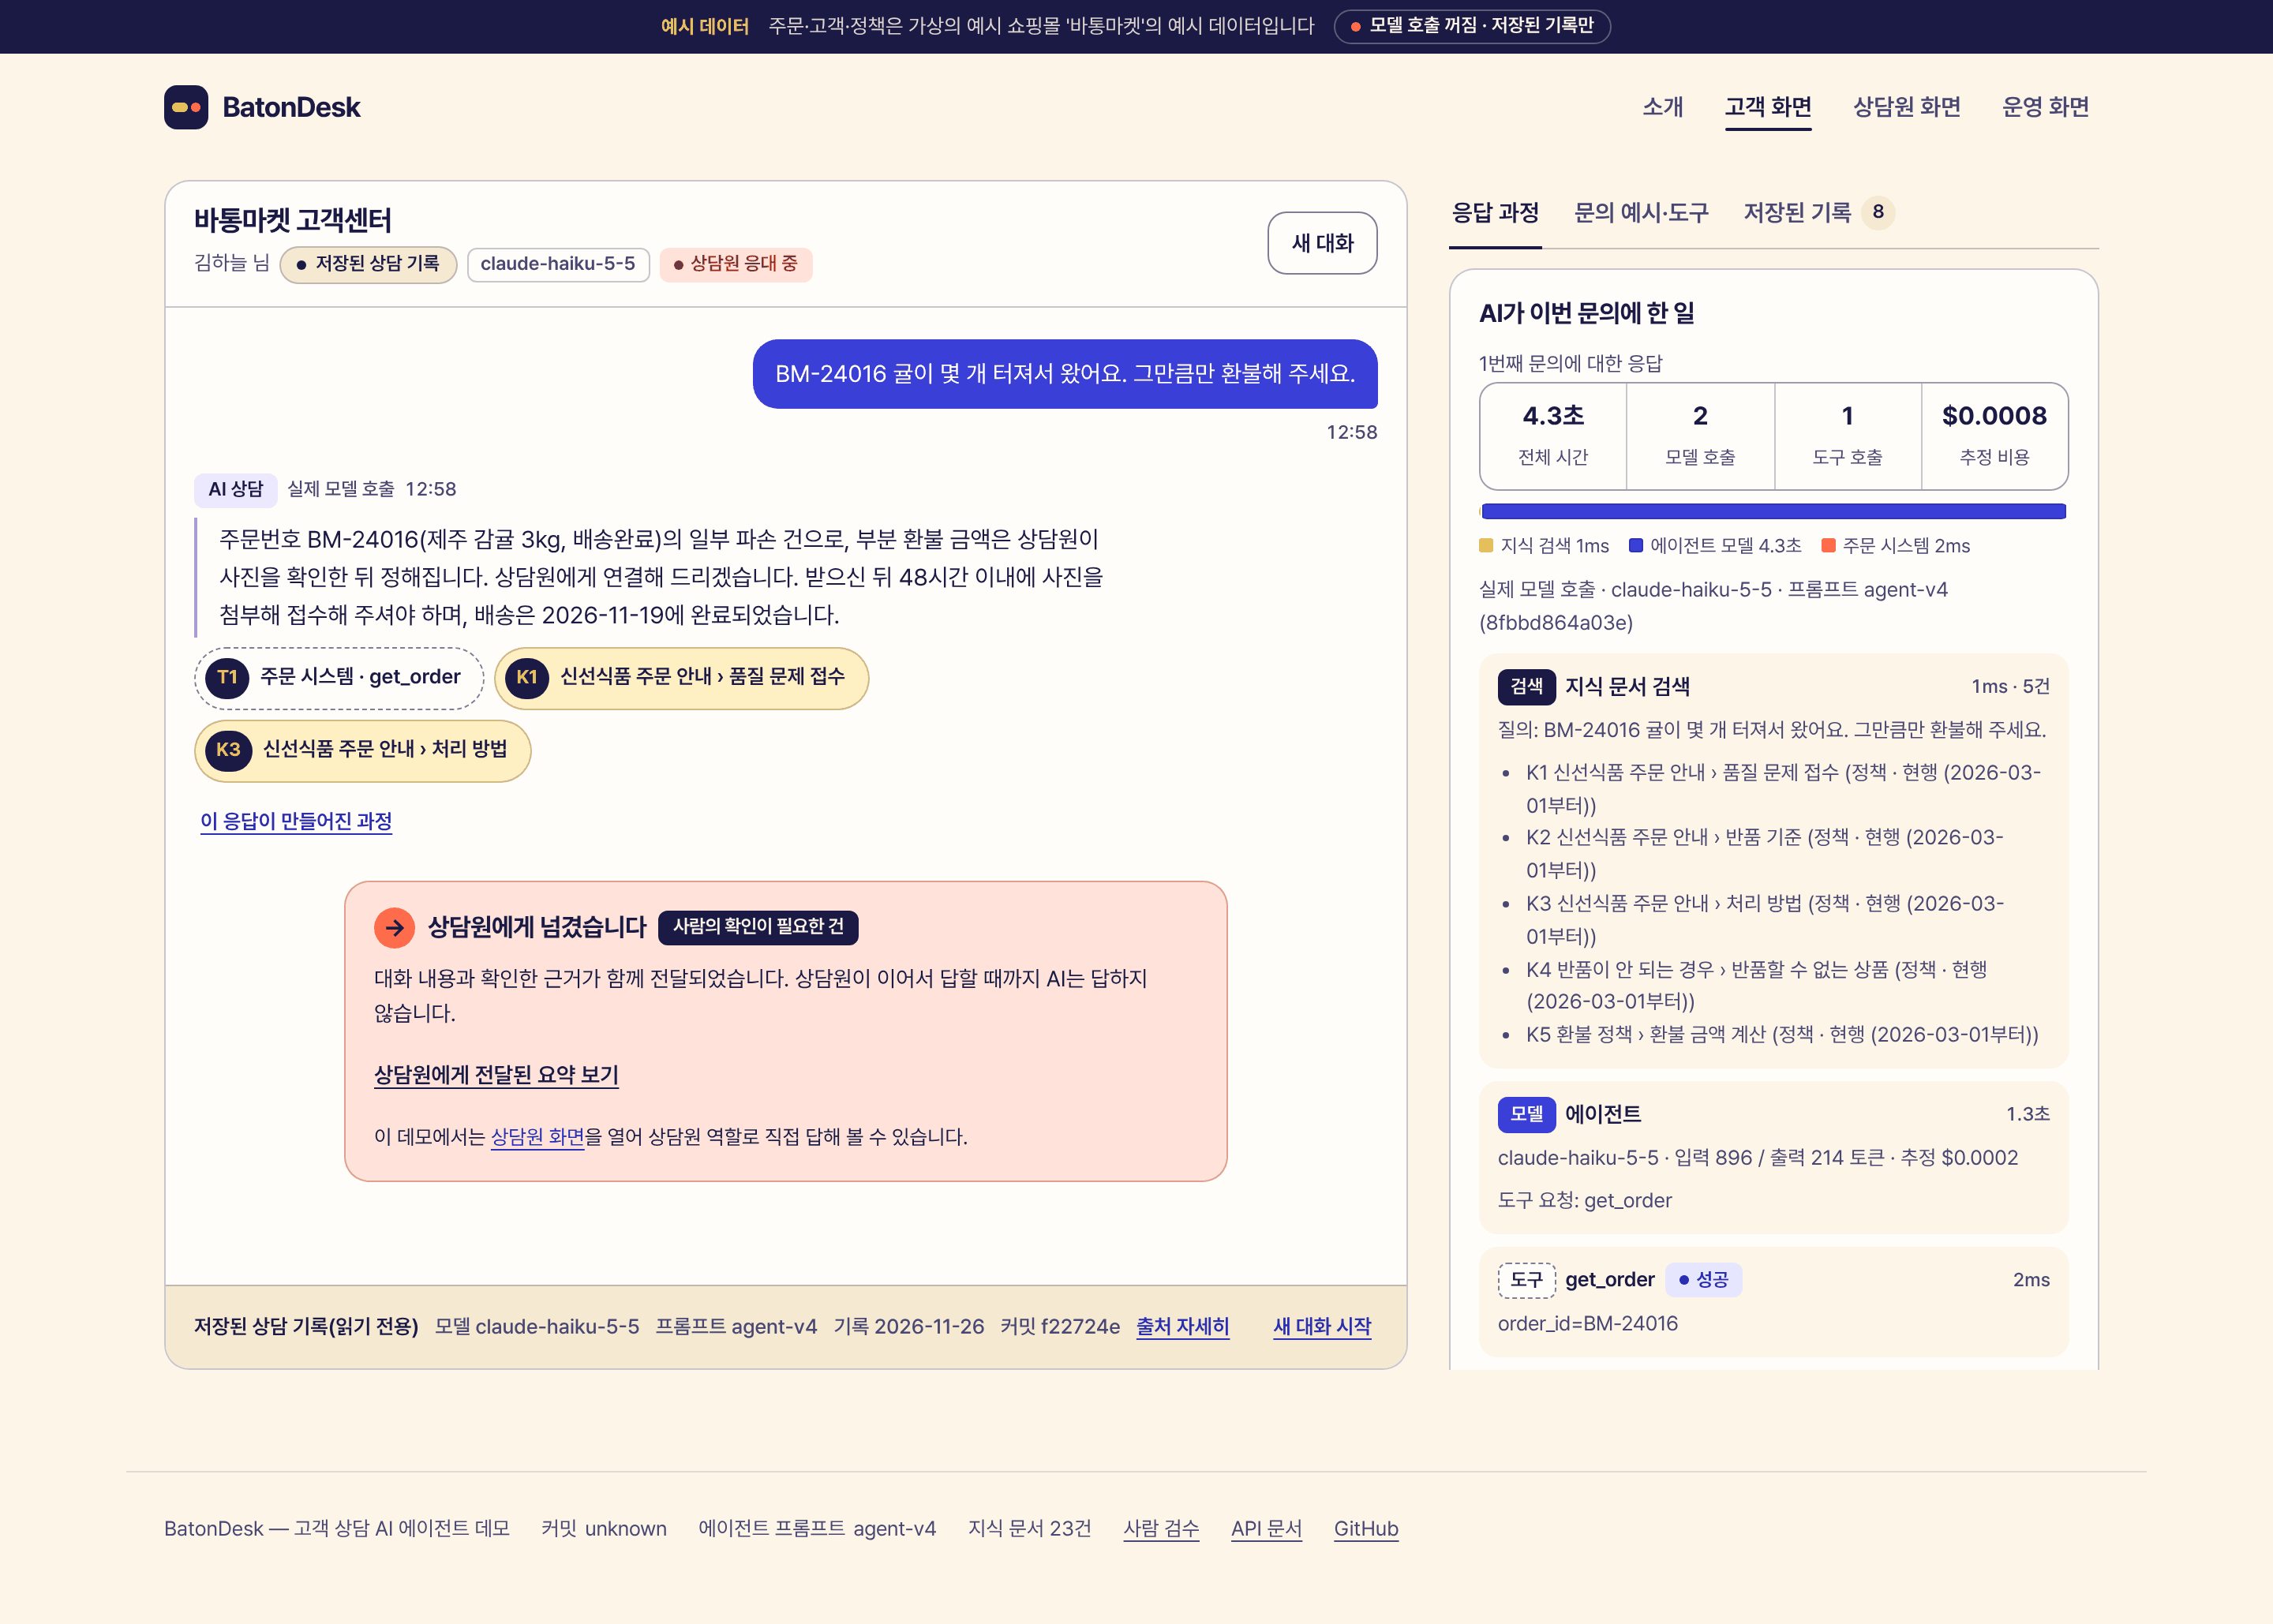 예시 데이터 주문·고객·정책은 가상의 예시 쇼핑몰 '바통마켓'의 예시 데이터입니다 모델 호출 꺼짐 · 저장된 기록만
BatonDesk
소개 고객 화면 상담원 화면 운영 화면
바통마켓 고객센터
김하늘 님 저장된 상담 기록 claude-haiku-5-5 상담원 응대 중
새 대화
BM-24016 귤이 몇 개 터져서 왔어요. 그만큼만 환불해 주세요.
12:58
AI 상담 실제 모델 호출 12:58
주문번호 BM-24016(제주 감귤 3kg, 배송완료)의 일부 파손 건으로, 부분 환불 금액은 상담원이
사진을 확인한 뒤 정해집니다. 상담원에게 연결해 드리겠습니다. 받으신 뒤 48시간 이내에 사진을
첨부해 접수해 주셔야 하며, 배송은 2026-11-19에 완료되었습니다.
T1 주문 시스템 · get_order K1 신선식품 주문 안내 › 품질 문제 접수
K3 신선식품 주문 안내 › 처리 방법
이 응답이 만들어진 과정
→ 상담원에게 넘겼습니다 사람의 확인이 필요한 건
대화 내용과 확인한 근거가 함께 전달되었습니다. 상담원이 이어서 답할 때까지 AI는 답하지
않습니다.
상담원에게 전달된 요약 보기
이 데모에서는 상담원 화면을 열어 상담원 역할로 직접 답해 볼 수 있습니다.
저장된 상담 기록(읽기 전용) 모델 claude-haiku-5-5 프롬프트 agent-v4 기록 2026-11-26 커밋 f22724e 출처 자세히 새 대화 시작
응답 과정 문의 예시·도구 저장된 기록 8
AI가 이번 문의에 한 일
1번째 문의에 대한 응답
4.3초 2 1 $0.0008
전체 시간 모델 호출 도구 호출 추정 비용
지식 검색 1ms 에이전트 모델 4.3초 주문 시스템 2ms
실제 모델 호출 · claude-haiku-5-5 · 프롬프트 agent-v4
(8fbbd864a03e)
검색 지식 문서 검색 1ms · 5건
질의: BM-24016 귤이 몇 개 터져서 왔어요. 그만큼만 환불해 주세요.
• K1 신선식품 주문 안내 › 품질 문제 접수 (정책 · 현행 (2026-03-
01부터))
• K2 신선식품 주문 안내 › 반품 기준 (정책 · 현행 (2026-03-
01부터))
• K3 신선식품 주문 안내 › 처리 방법 (정책 · 현행 (2026-03-
01부터))
• K4 반품이 안 되는 경우 › 반품할 수 없는 상품 (정책 · 현행
(2026-03-01부터))
• K5 환불 정책 › 환불 금액 계산 (정책 · 현행 (2026-03-01부터))
모델 에이전트 1.3초
claude-haiku-5-5 · 입력 896 / 출력 214 토큰 · 추정 $0.0002
도구 요청: get_order
도구 get_order 성공 2ms
order_id=BM-24016
BatonDesk — 고객 상담 AI 에이전트 데모 커밋 unknown 에이전트 프롬프트 agent-v4 지식 문서 23건 사람 검수 API 문서 GitHub